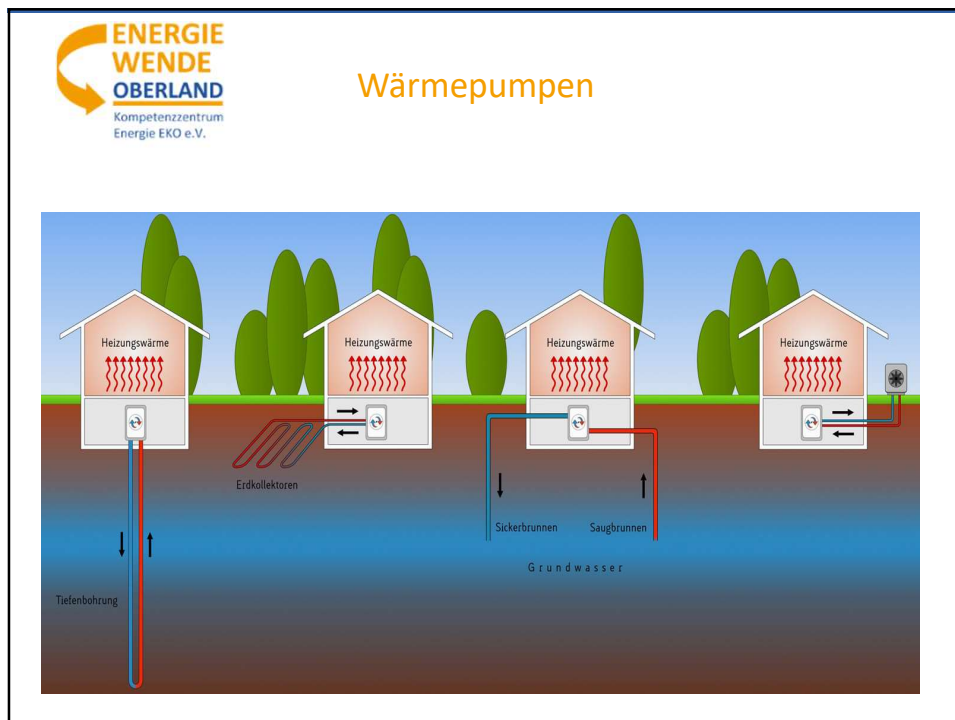 ENERGIE
WENDE
OBERLAND
Kompetenzzentrum
Energie EKO e.V.
Wärmepumpen
Heizungswärme
Heizungswärme
Heizungswärme
Heizungswärme
Erdkollektoren
Sickerbrunnen
Saugbrunnen
Grundwasser
Tiefenbohrung